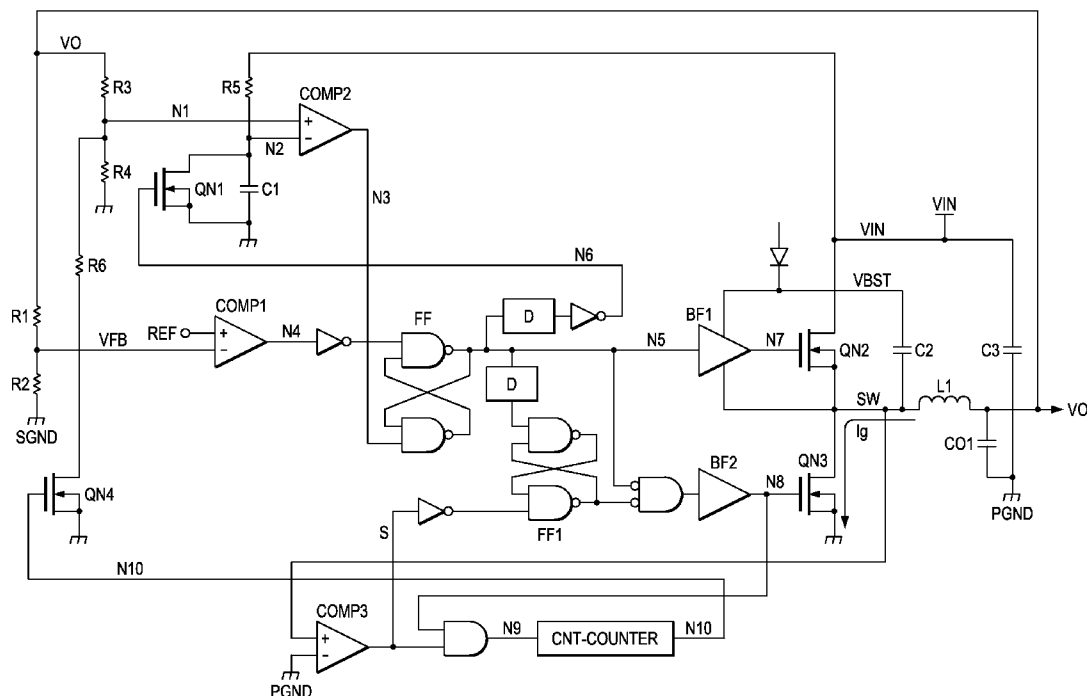 VO
R3
R5
COMP2
N1
+
−
N2
R4
QN1
C1
N3
VIN
VIN
R6
N6
VBST
COMP1
D
BF1
R1
REF
+
N4
FF
VFB
−
N5
N7
QN2
C2
C3
R2
D
SW
L1
VO
SGND
Ig
CO1
BF2
QN4
N8
QN3
PGND
S
FF1
N10
COMP3
+
−
N9
CNT-COUNTER
N10
PGND